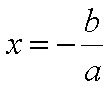 x = −b/a